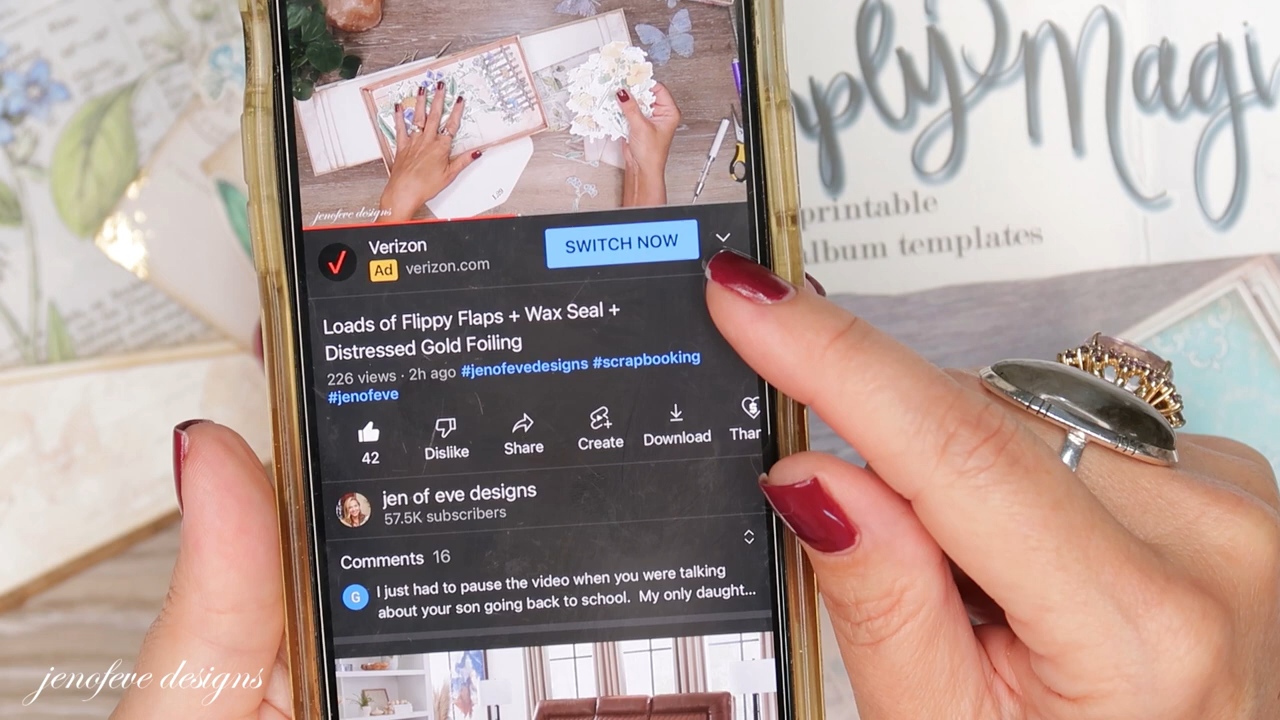 Simply Magi
printable
album templates
jenofeve designs
Verizon
SWITCH NOW
Ad verizon.com
Loads of Flippy Flaps + Wax Seal +
Distressed Gold Foiling
226 views · 2h ago #jenofevedesigns #scrapbooking
#jenofeve
42
Dislike
Share
Create
Download
Than
jen of eve designs
57.5K subscribers
Comments 16
G
I just had to pause the video when you were talking
about your son going back to school. My only daught...
jenofeve designs